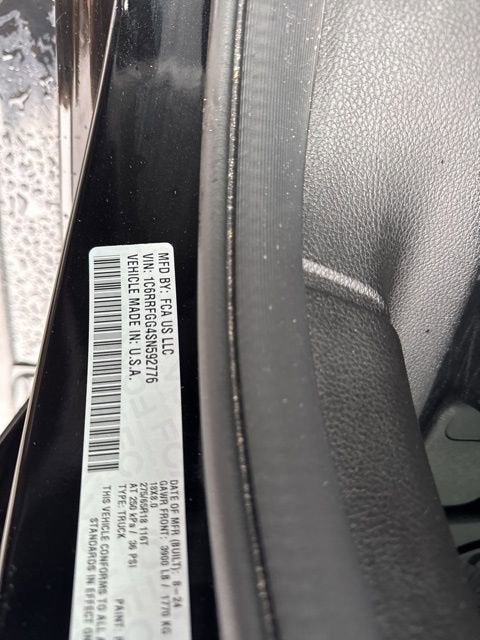 MFD BY: FCA US LLC
VIN: 1C6RRFGG4SN592776
VEHICLE MADE IN: U.S.A.
DATE OF MFR (BUILT): 8-24
GAWR FRONT: 3900 LB / 1770 KG
275/65R18 116T
18X8.0
AT 250 kPa / 36 PSI
TYPE: TRUCK
PAINT:
THIS VEHICLE CONFORMS TO ALL
STANDARDS IN EFFECT